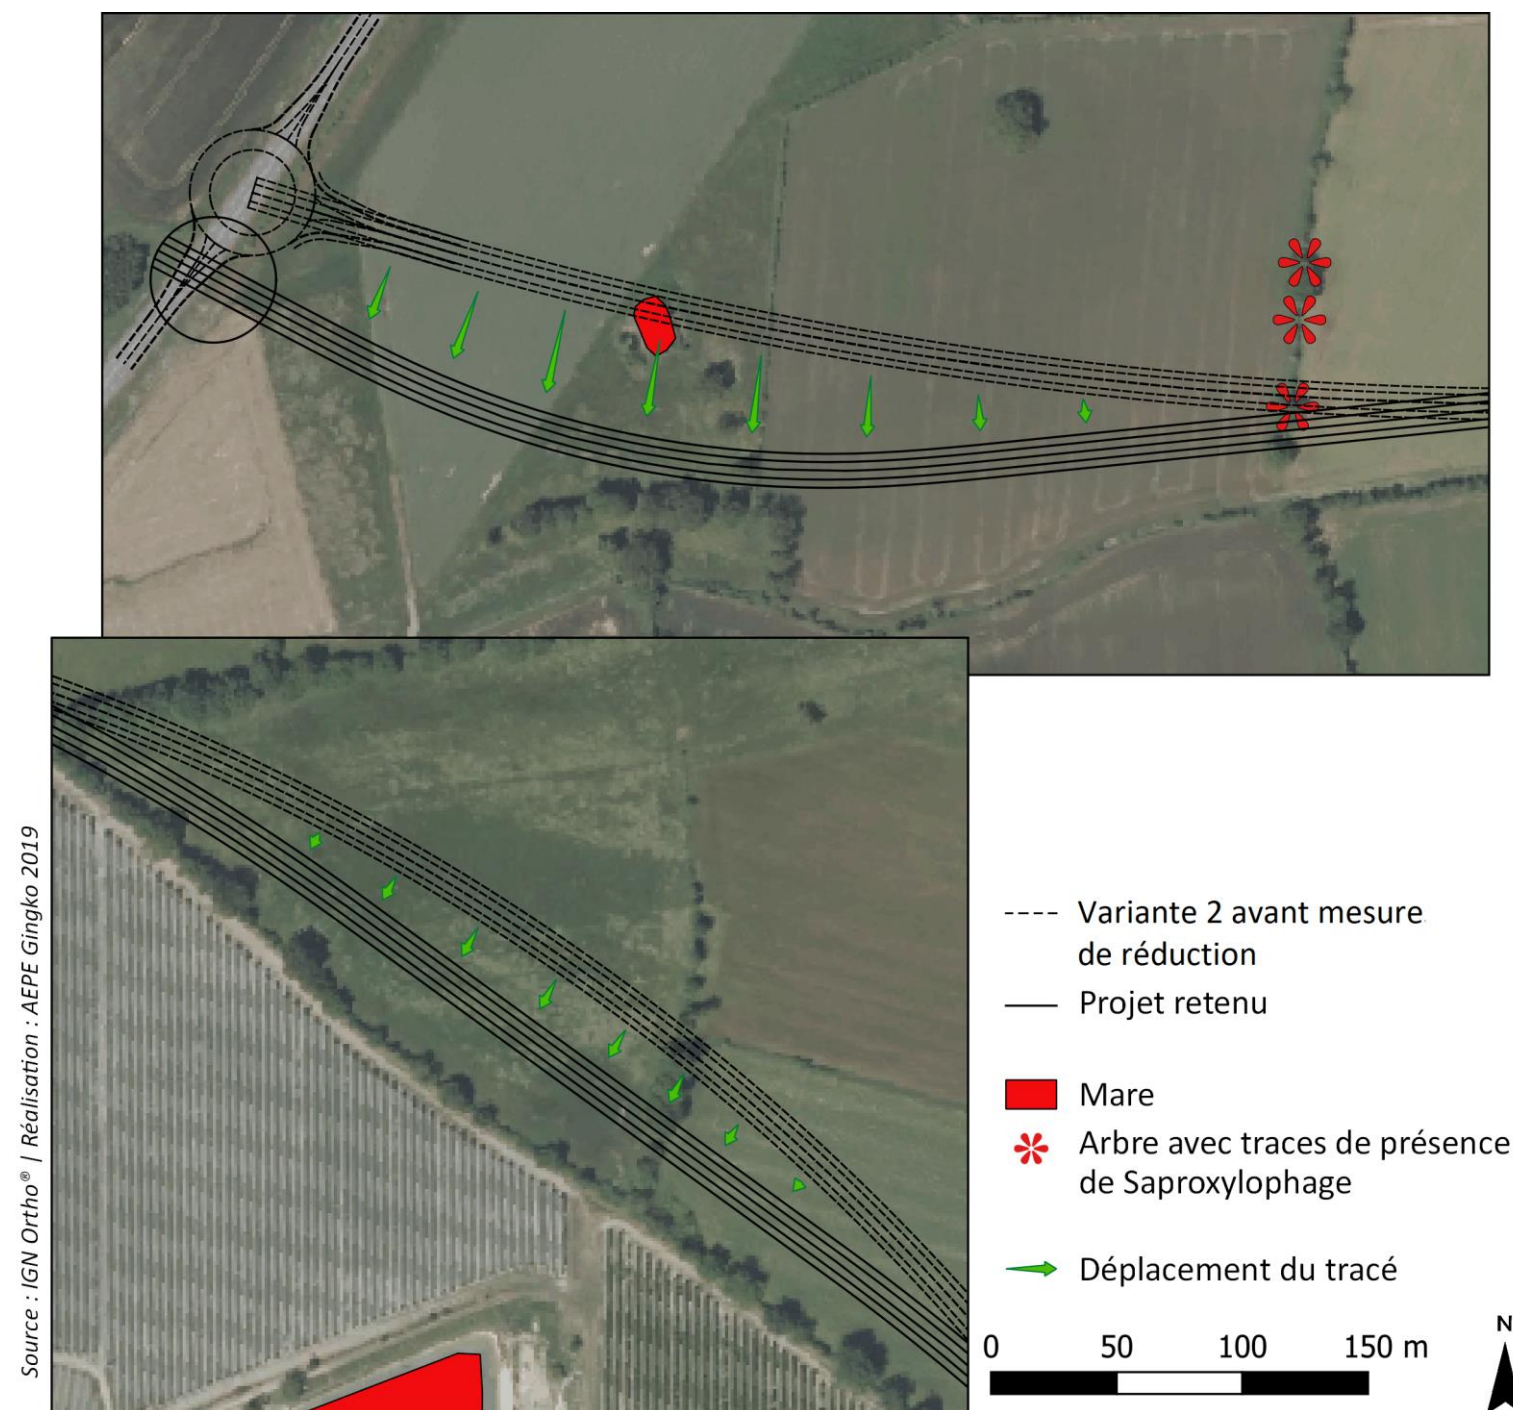 Source : IGN Ortho® | Réalisation : AEPE Gingko 2019
Variante 2 avant mesure
de réduction
Projet retenu
Mare
Arbre avec traces de présence
de Saproxylophage
Déplacement du tracé
0 50 100 150 m
N